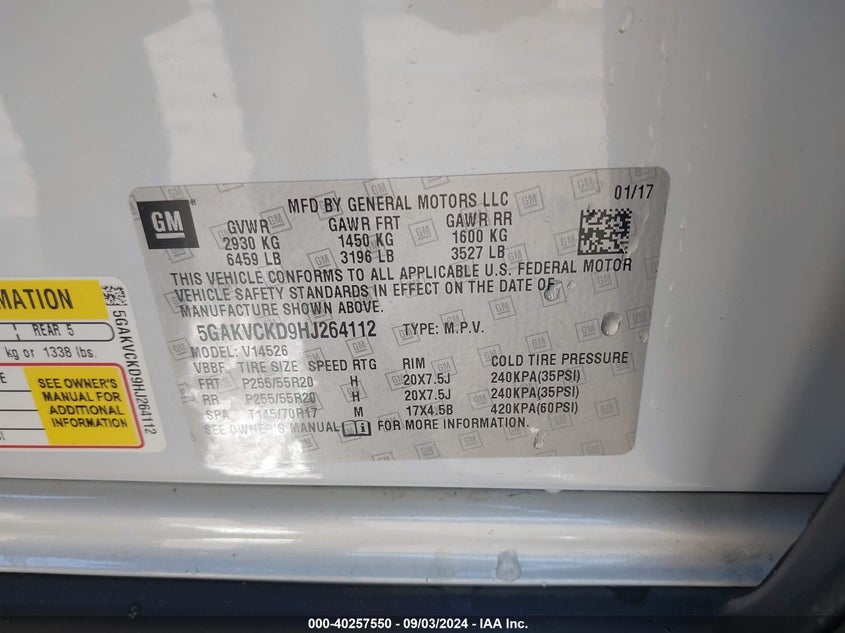 MFD BY GENERAL MOTORS LLC 01/17
GM
GVWR GAWR FRT GAWR RR
2930 KG 1450 KG 1600 KG
6459 LB 3196 LB 3527 LB
THIS VEHICLE CONFORMS TO ALL APPLICABLE U.S. FEDERAL MOTOR
VEHICLE SAFETY STANDARDS IN EFFECT ON THE DATE OF
MANUFACTURE SHOWN ABOVE.
5GAKVCKD9HJ264112 TYPE: M.P.V.
MODEL: V14526
VBBF TIRE SIZE SPEED RTG RIM COLD TIRE PRESSURE
FRT P255/55R20 H 20X7.5J 240KPA(35PSI)
RR P255/55R20 H 20X7.5J 240KPA(35PSI)
SPA T145/70R17 M 17X4.5B 420KPA(60PSI)
SEE OWNER'S MANUAL FOR MORE INFORMATION.
REAR 5
kg or 1338 lbs.
SEE OWNER'S
MANUAL FOR
ADDITIONAL
INFORMATION
5GAKVCKD9HJ264112
000-40257550 - 09/03/2024 - IAA Inc.